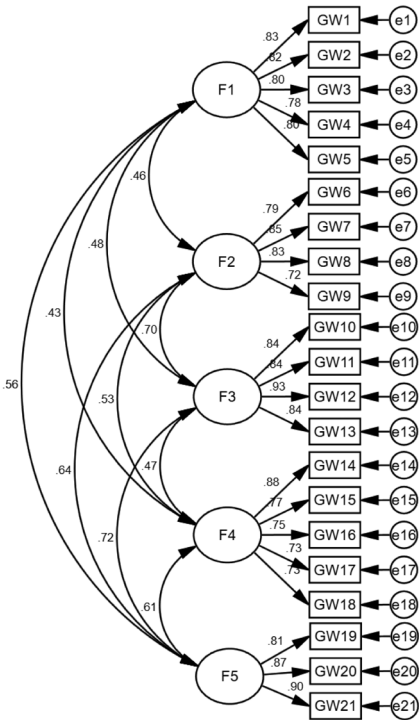 GW1 e1
.83
GW2 e2
.82
F1 .80 GW3 e3
.78
GW4 e4
.80
GW5 e5
.46
GW6 e6
.79
GW7 e7
.85
.48
F2 .83 GW8 e8
.72
GW9 e9
.43
GW10 e10
.70
.84
GW11 e11
.84
.56
.53
F3 .93 GW12 e12
.84
GW13 e13
.47
.64
GW14 e14
.88
GW15 e15
.77
.72
F4 .75 GW16 e16
.73
GW17 e17
.73
GW18 e18
.61
GW19 e19
.81
F5 .87 GW20 e20
.90
GW21 e21